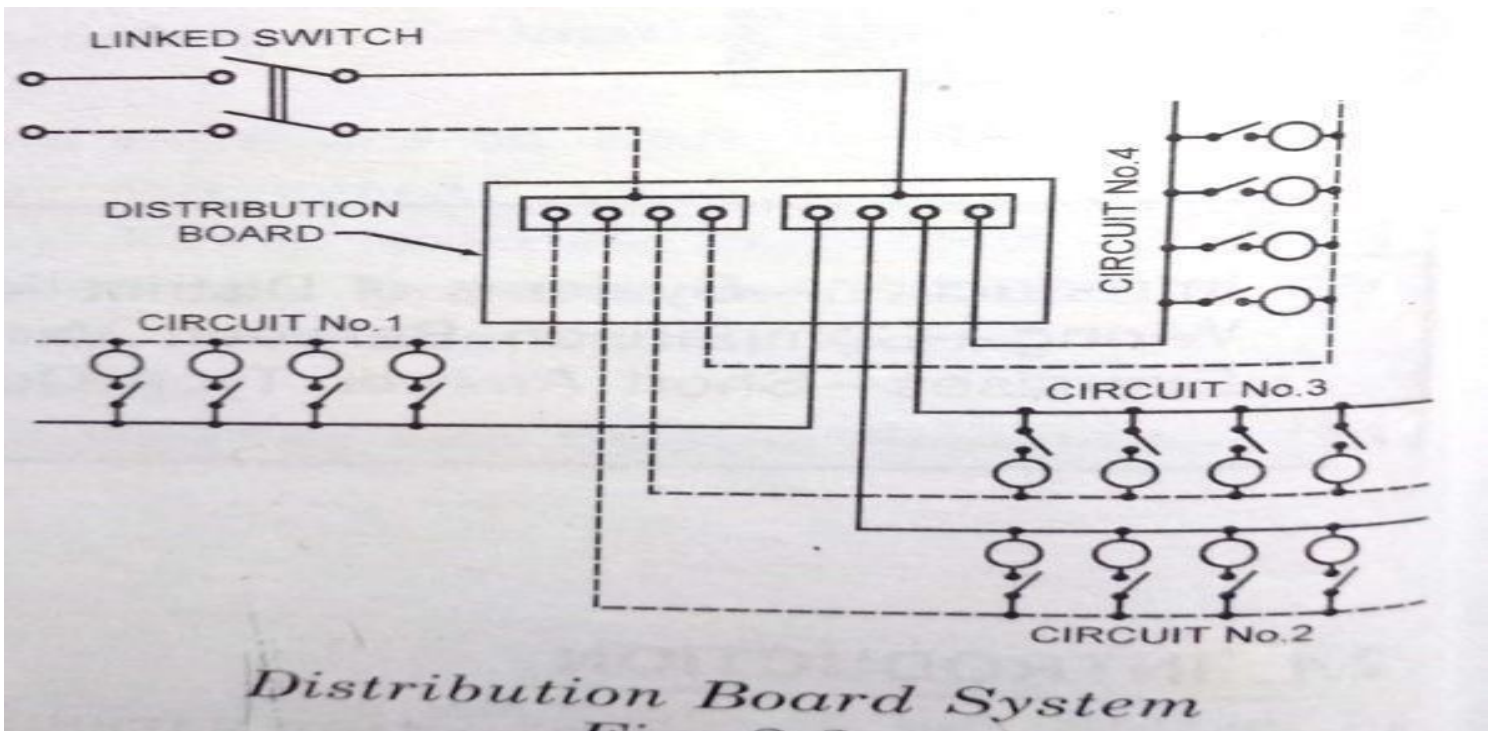 LINKED SWITCH
DISTRIBUTION
BOARD
CIRCUIT No.4
CIRCUIT No.1
CIRCUIT No.3
CIRCUIT No.2
Distribution Board System